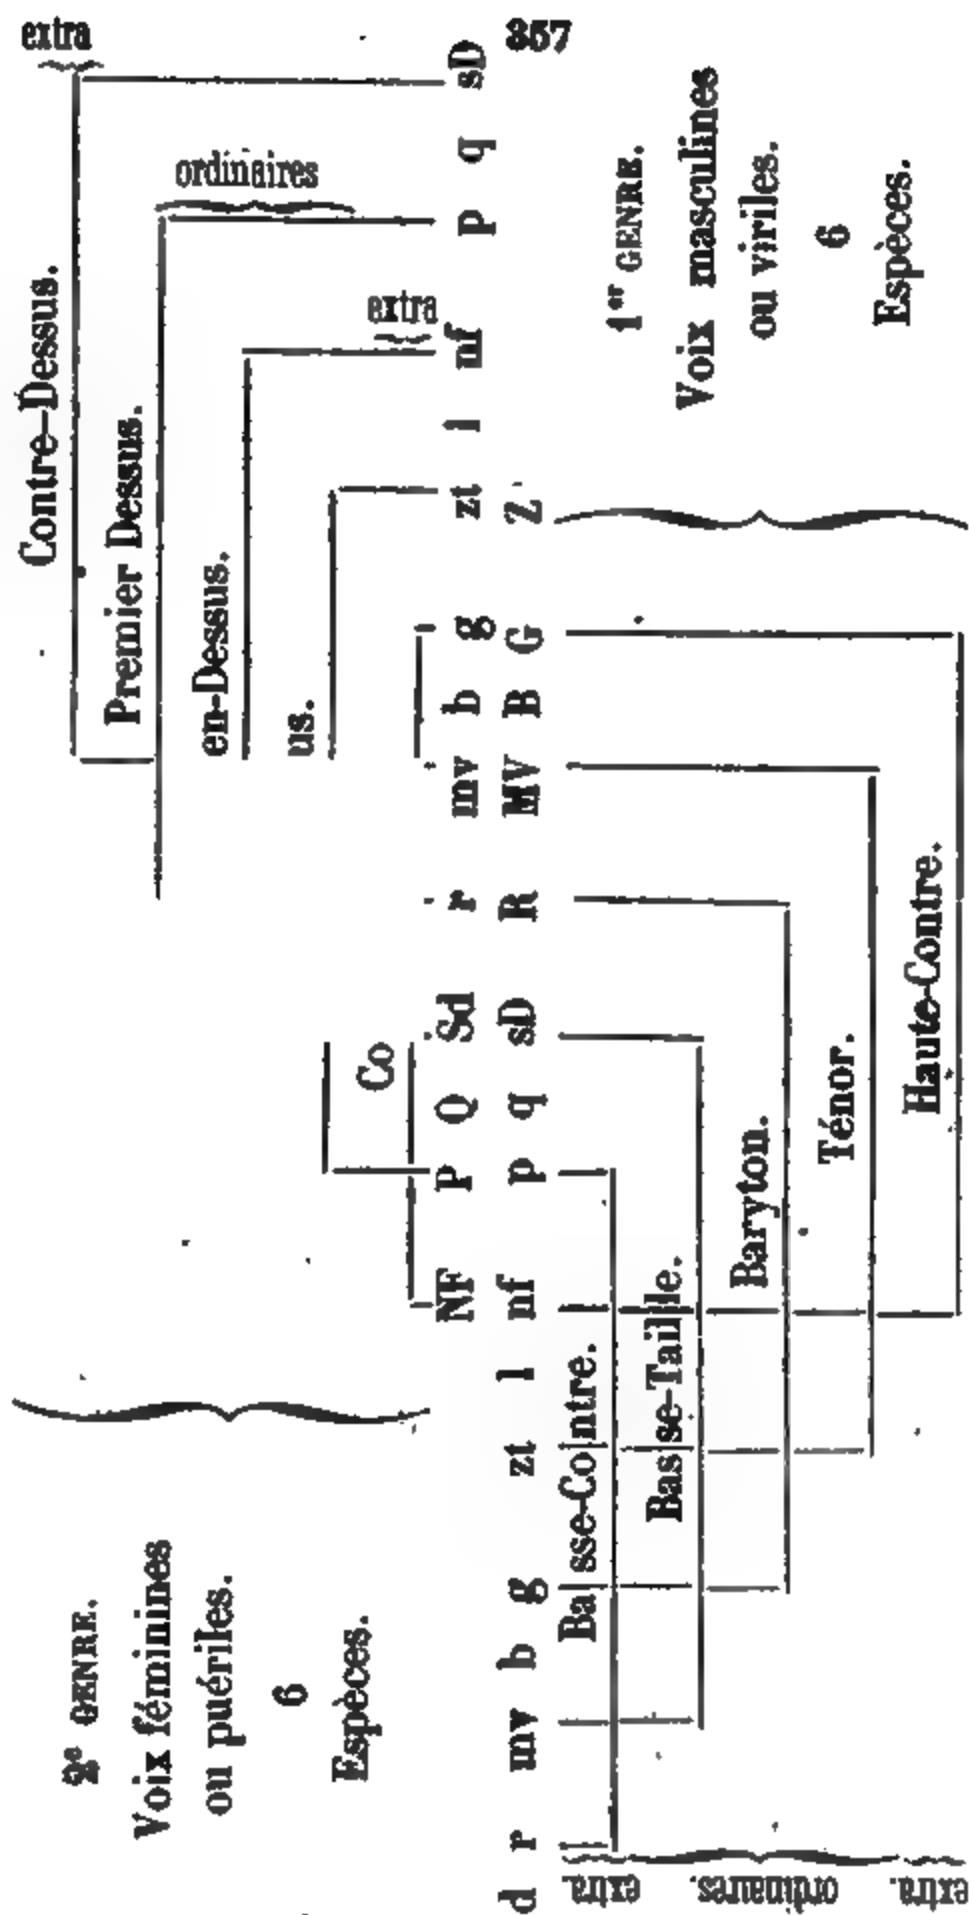 357
2e GENRE.
Voix féminines
ou puériles.
6
Espèces.
extra
Contre-Dessus.
ordinaires
Premier Dessus.
en-Dessus.
extra
us.
Co
NF P Q Sd r mv b g zt l nf P q sD
d r mv b g zt l nf p q sD R MV B G Z
Basse-Contre.
Basse-Taille.
Baryton.
Ténor.
Haute-Contre.
extra.
ordinaires.
extra.
1er GENRE.
Voix masculines
ou viriles.
6
Espèces.